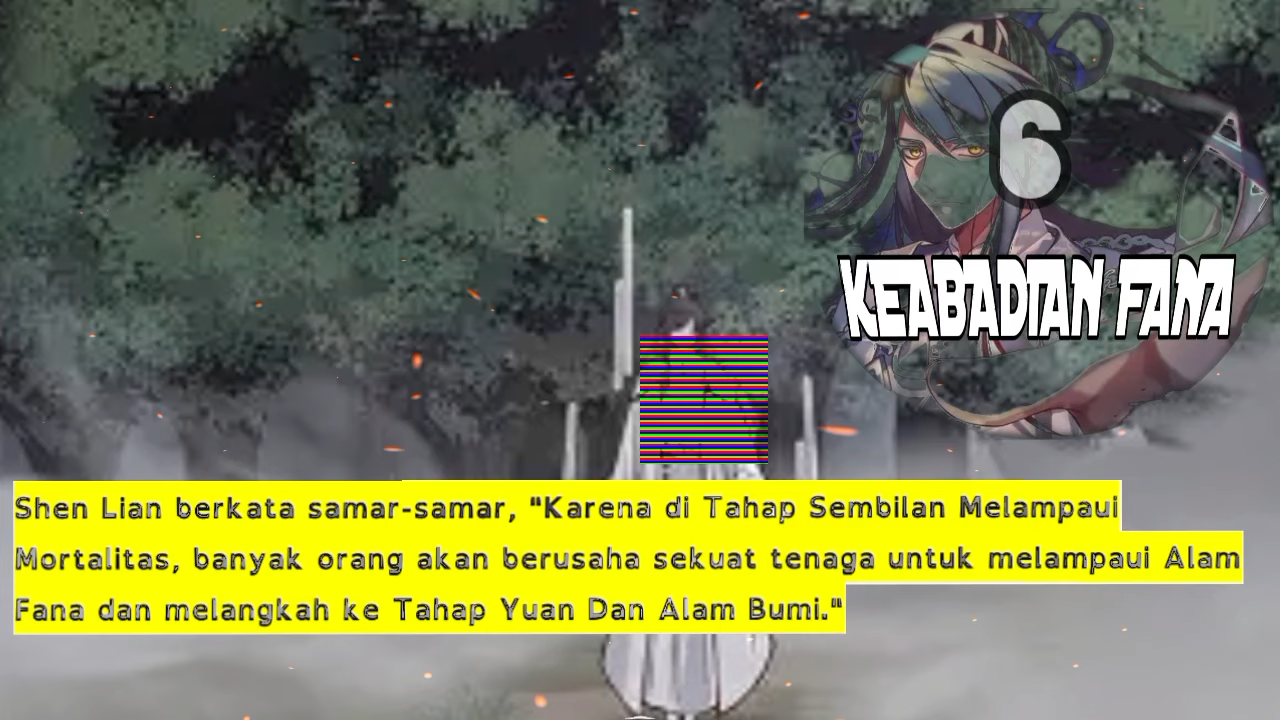 6
KEABADIAN FANA
Shen Lian berkata samar-samar, "Karena di Tahap Sembilan Melampaui
Mortalitas, banyak orang akan berusaha sekuat tenaga untuk melampaui Alam
Fana dan melangkah ke Tahap Yuan Dan Alam Bumi."